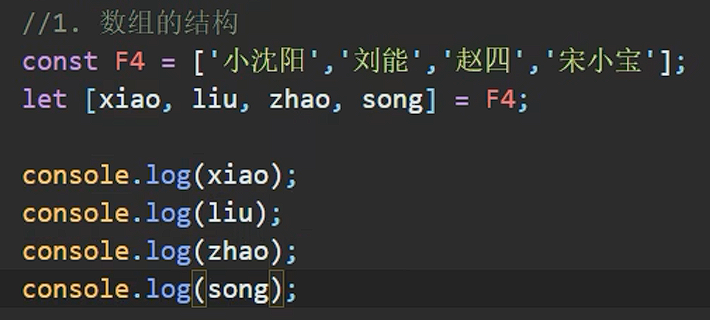 //1. 数组的结构
const F4 = ['小沈阳','刘能','赵四','宋小宝'];
let [xiao, liu, zhao, song] = F4;
console.log(xiao);
console.log(liu);
console.log(zhao);
console.log(song);